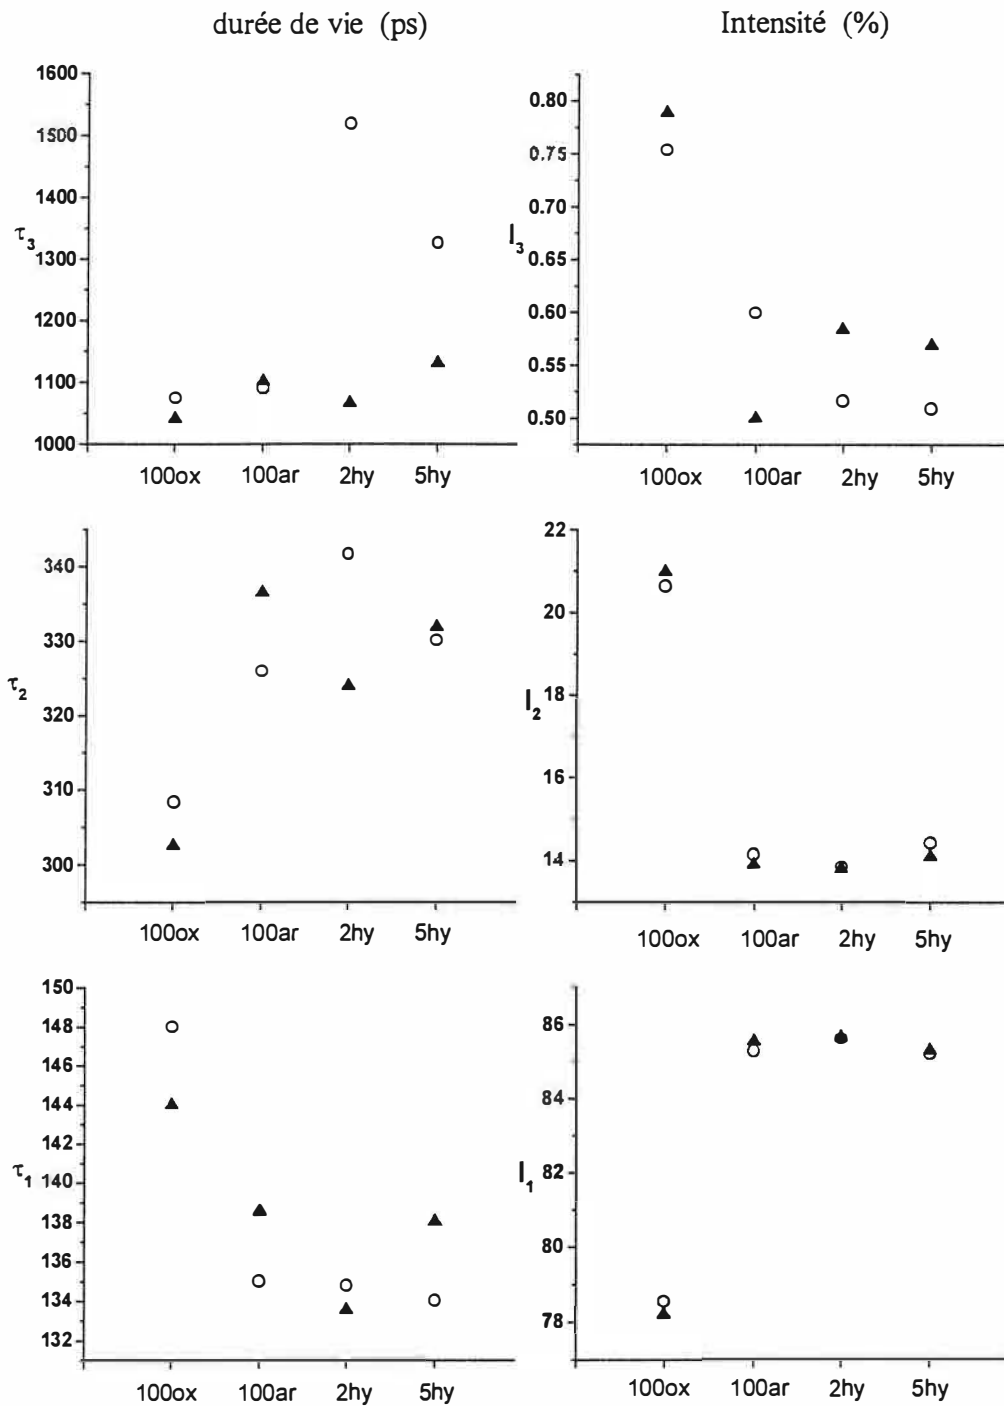 durée de vie (ps)
Intensité (%)
1600
1500
1400
1300
1200
1100
1000
τ3
100ox 100ar 2hy 5hy
0.80
0.75
0.70
0.65
0.60
0.55
0.50
I3
100ox 100ar 2hy 5hy
340
330
320
310
300
τ2
100ox 100ar 2hy 5hy
22
20
18
16
14
I2
100ox 100ar 2hy 5hy
150
148
146
144
142
140
138
136
134
132
τ1
100ox 100ar 2hy 5hy
86
84
82
80
78
I1
100ox 100ar 2hy 5hy